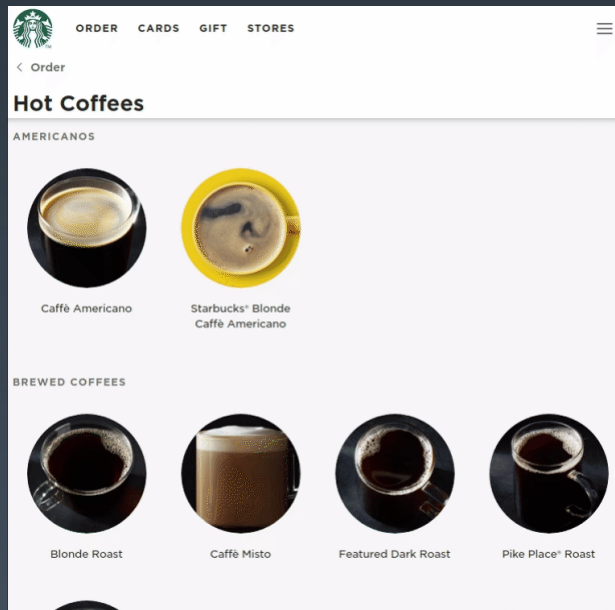 ORDER CARDS GIFT STORES
Order
Hot Coffees
AMERICANOS
Caffè Americano
Starbucks® Blonde
Caffè Americano
BREWED COFFEES
Blonde Roast
Caffè Misto
Featured Dark Roast
Pike Place® Roast